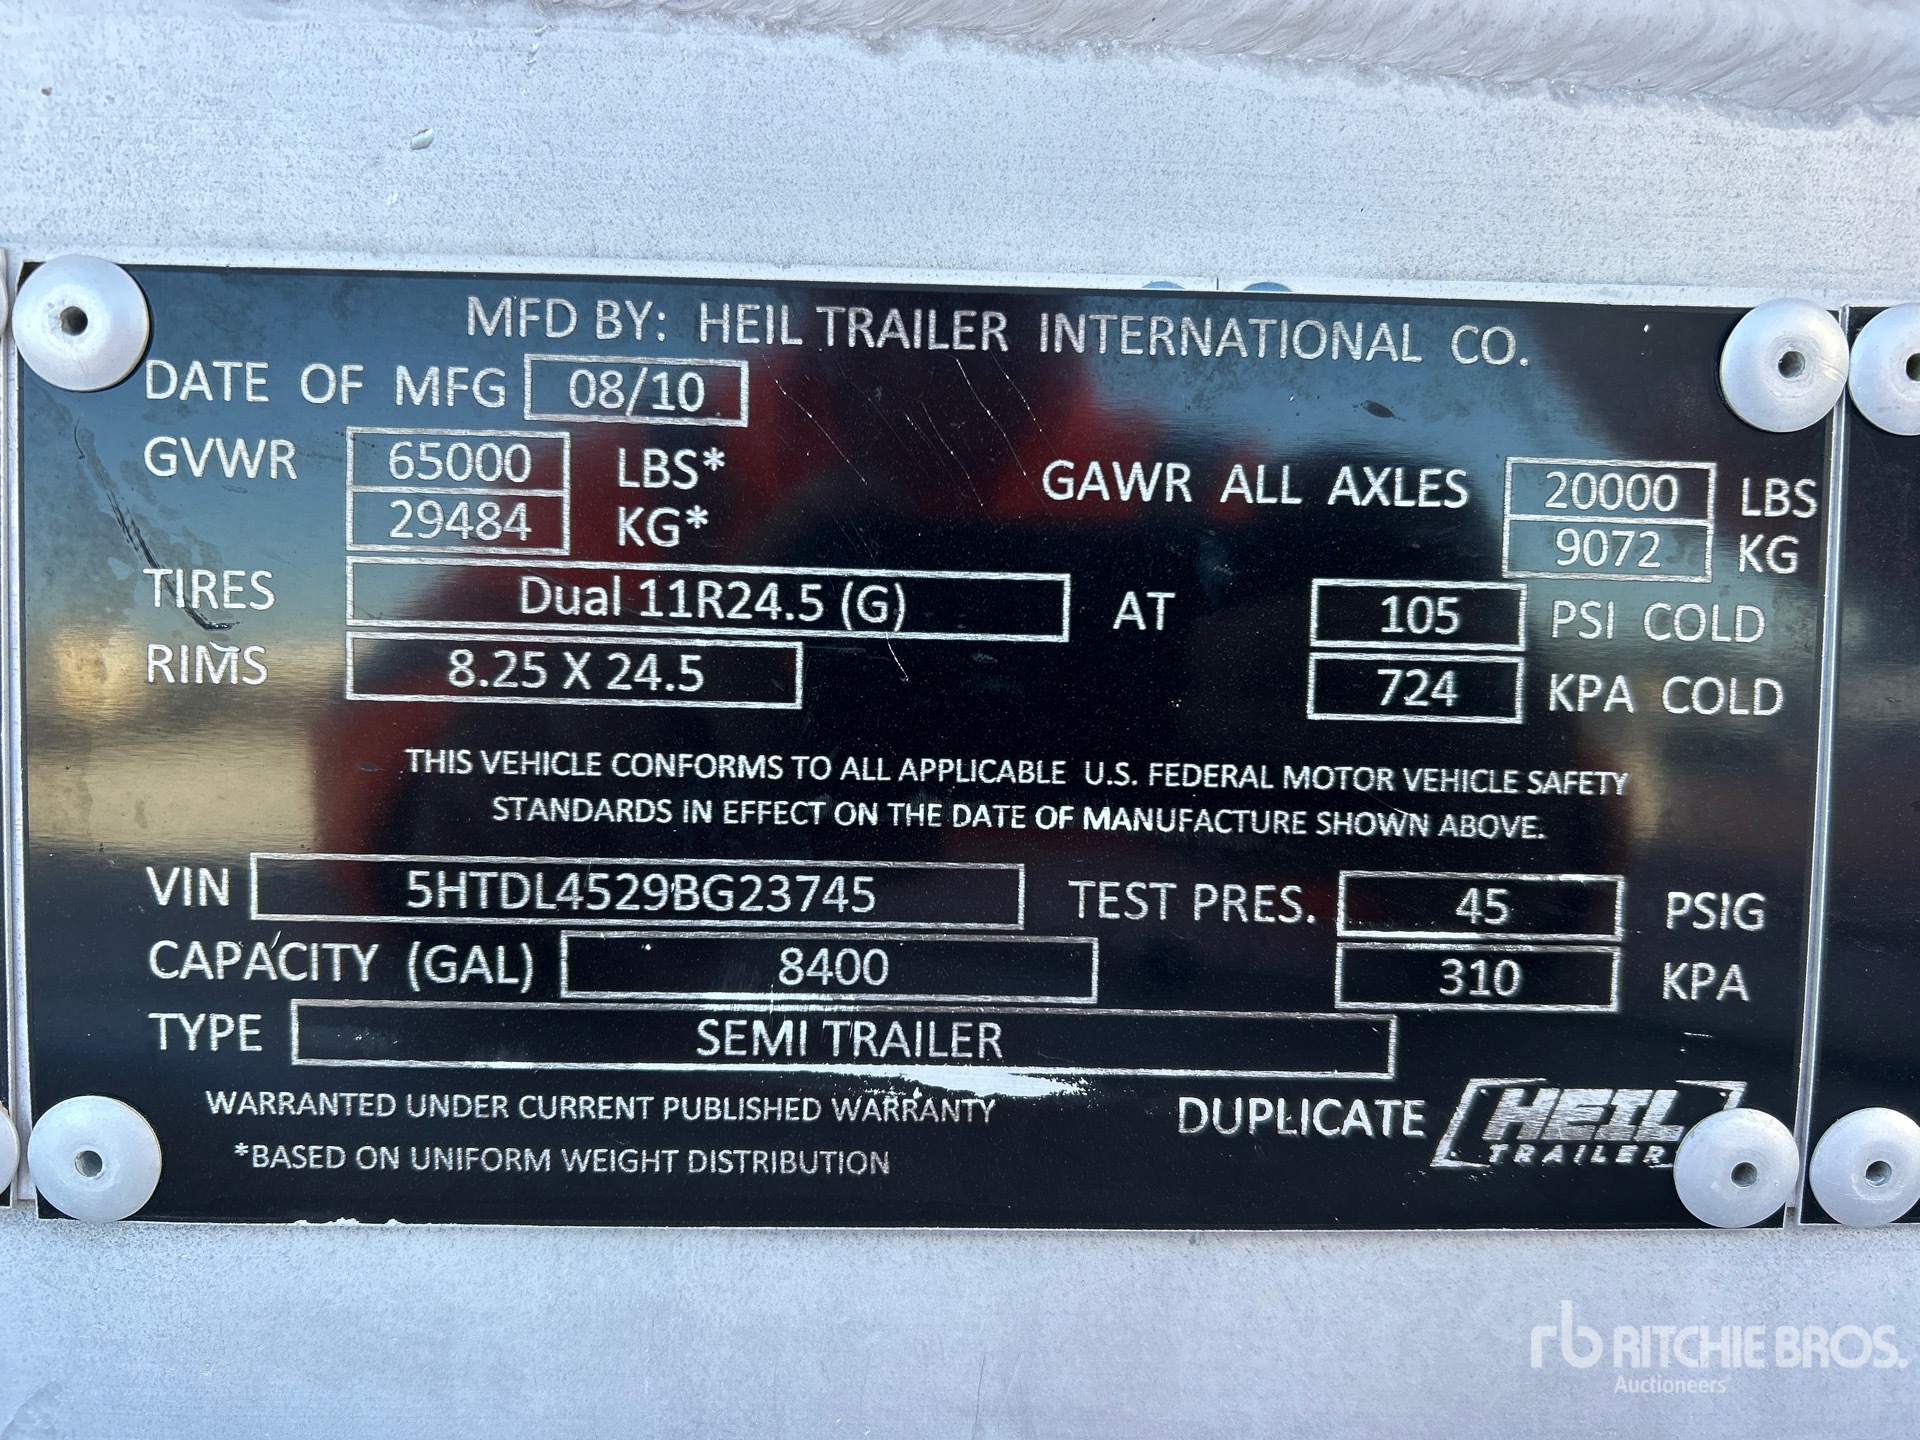 MFD BY: HEIL TRAILER INTERNATIONAL CO.
DATE OF MFG 08/10
GVWR 65000 LBS* GAWR ALL AXLES 20000 LBS
29484 KG* 9072 KG
TIRES Dual 11R24.5 (G) AT 105 PSI COLD
RIMS 8.25 X 24.5 724 KPA COLD
THIS VEHICLE CONFORMS TO ALL APPLICABLE U.S. FEDERAL MOTOR VEHICLE SAFETY
STANDARDS IN EFFECT ON THE DATE OF MANUFACTURE SHOWN ABOVE.
VIN 5HTDL4529BG23745 TEST PRES. 45 PSIG
CAPACITY (GAL) 8400 310 KPA
TYPE SEMI TRAILER
WARRANTED UNDER CURRENT PUBLISHED WARRANTY
*BASED ON UNIFORM WEIGHT DISTRIBUTION
DUPLICATE HEIL
TRAILER
rb RITCHIE BROS.
Auctioneers